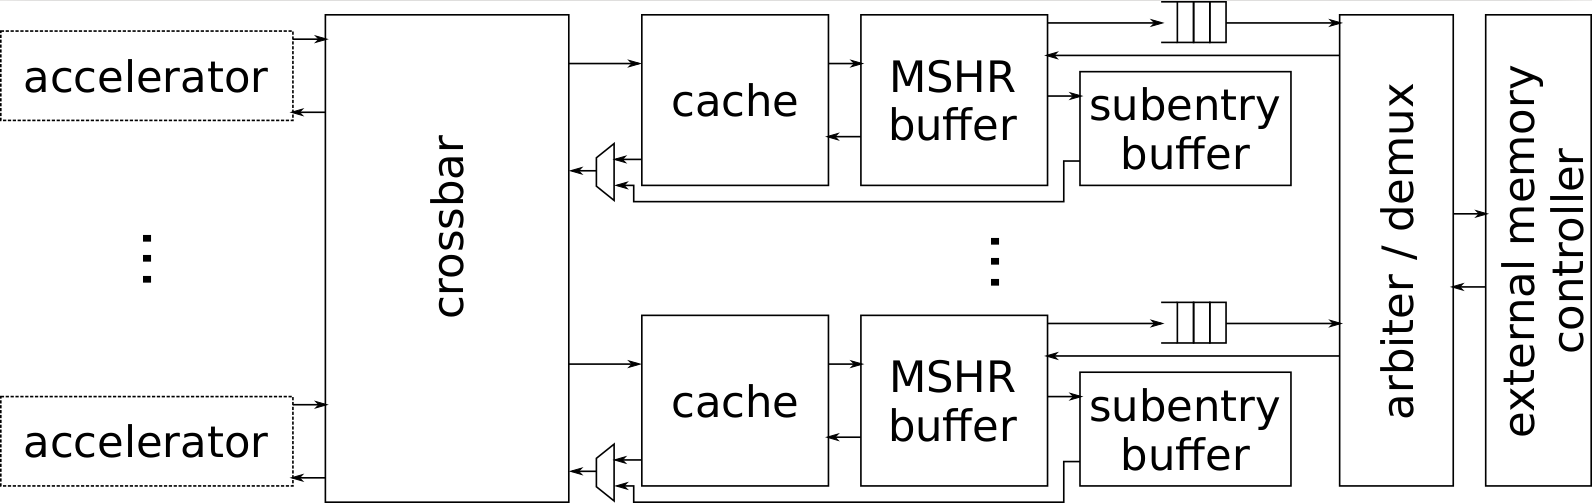 accelerator
crossbar
cache
MSHR
buffer
subentry
buffer
arbiter / demux
external memory
controller
accelerator
cache
MSHR
buffer
subentry
buffer